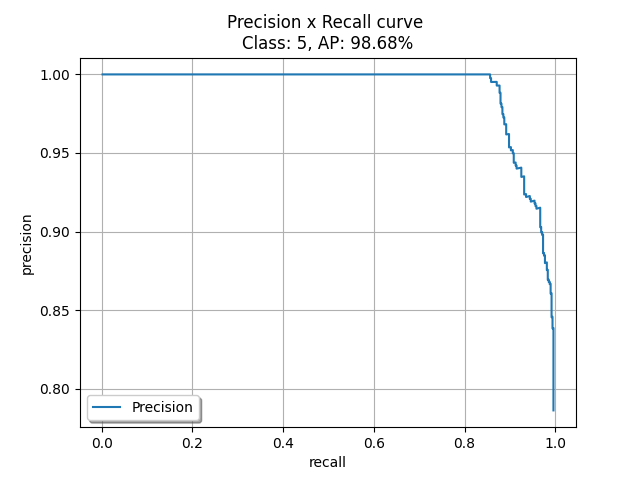 Precision x Recall curve
Class: 5, AP: 98.68%
1.00
0.95
0.90
0.85
0.80
precision
Precision
0.0 0.2 0.4 0.6 0.8 1.0
recall